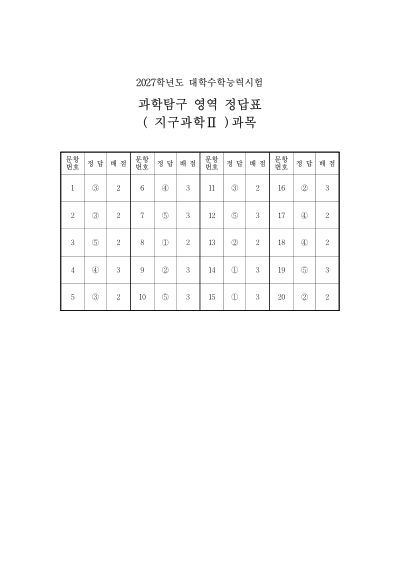 2027학년도 대학수학능력시험
과학탐구 영역 정답표
( 지구과학Ⅱ )과목
문항 번호 정 답 배 점 문항 번호 정 답 배 점 문항 번호 정 답 배 점 문항 번호 정 답 배 점
1 ③ 2 6 ④ 3 11 ③ 2 16 ② 3
2 ③ 2 7 ⑤ 3 12 ⑤ 3 17 ④ 2
3 ⑤ 2 8 ① 2 13 ② 2 18 ④ 2
4 ④ 3 9 ② 3 14 ① 3 19 ⑤ 3
5 ③ 2 10 ⑤ 3 15 ① 3 20 ② 2